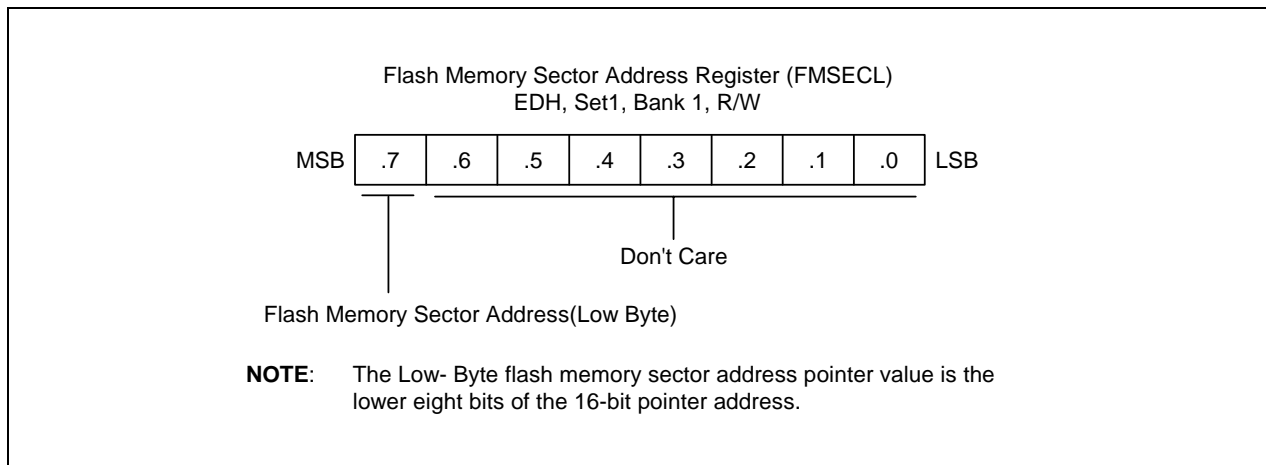 Flash Memory Sector Address Register (FMSECL)
EDH, Set1, Bank 1, R/W
MSB .7 .6 .5 .4 .3 .2 .1 .0 LSB
Don't Care
Flash Memory Sector Address(Low Byte)
NOTE: The Low- Byte flash memory sector address pointer value is the
lower eight bits of the 16-bit pointer address.